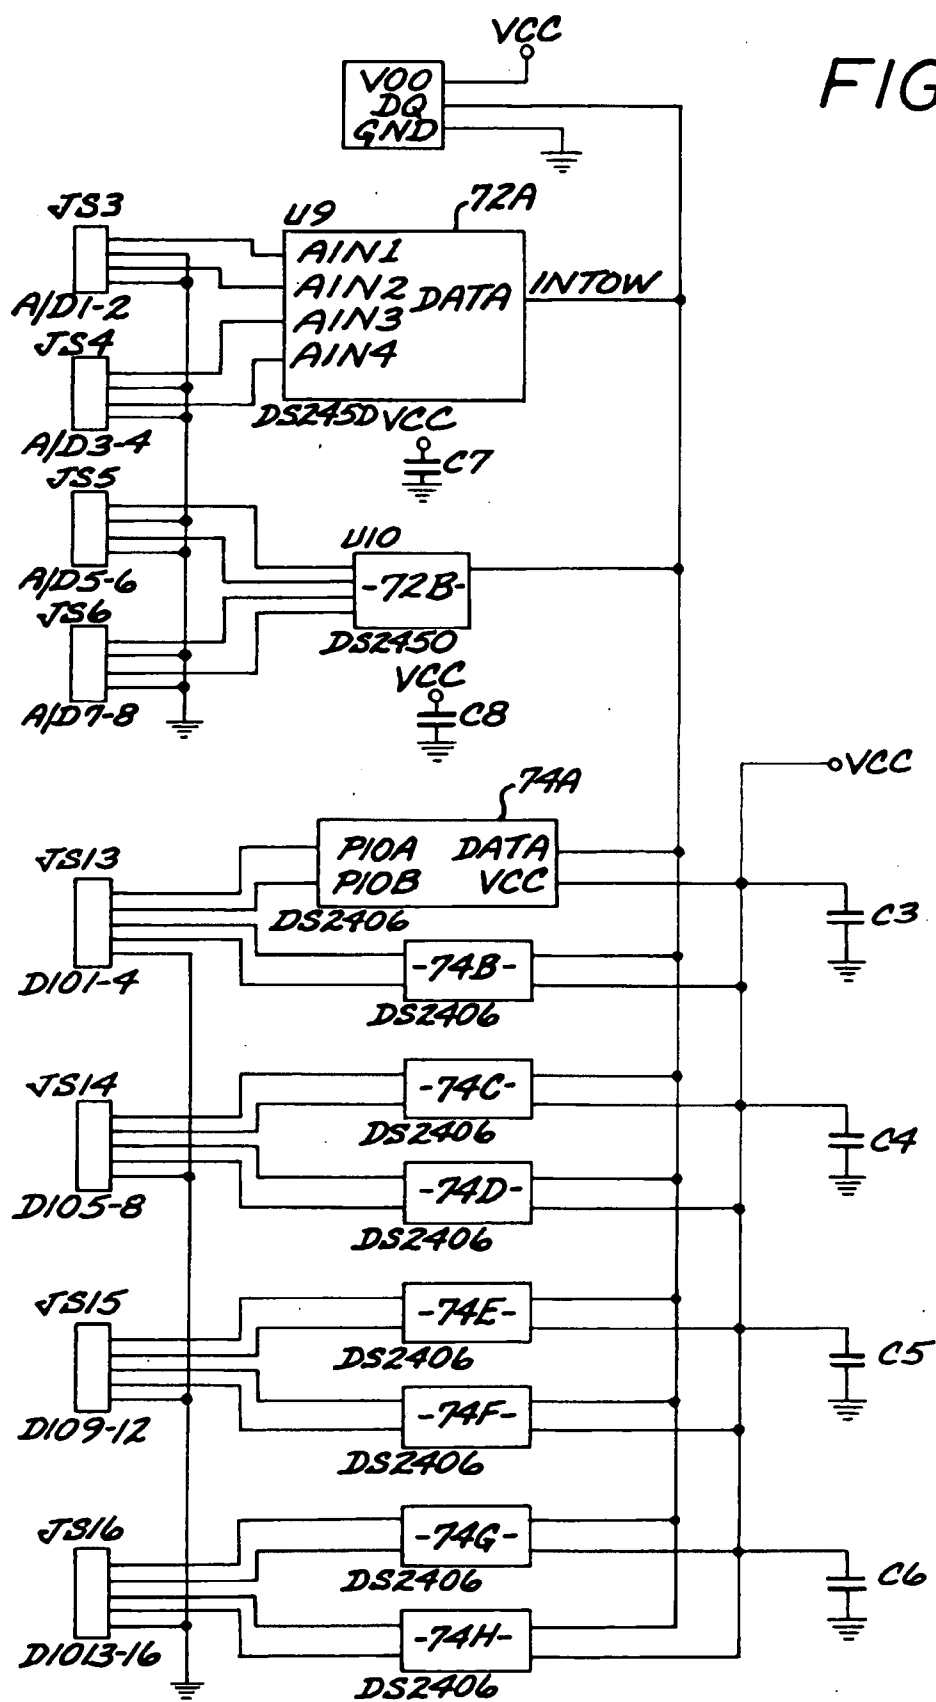 VCC
FIG
VOO
DQ
GND
JS3
U9
72A
AIN1
AIN2
DATA
INTOW
AIN3
AIN4
A/D1-2
JS4
DS245D
VCC
C7
A/D3-4
JS5
U10
-72B-
A/D5-6
DS2450
JS6
VCC
C8
A/D7-8
VCC
74A
PIOA DATA
PIOB VCC
JS13
DS2406
C3
-74B-
D101-4
DS2406
JS14
-74C-
DS2406
C4
-74D-
D105-8
DS2406
JS15
-74E-
DS2406
C5
-74F-
D109-12
DS2406
JS16
-74G-
DS2406
C6
-74H-
D1013-16
DS2406